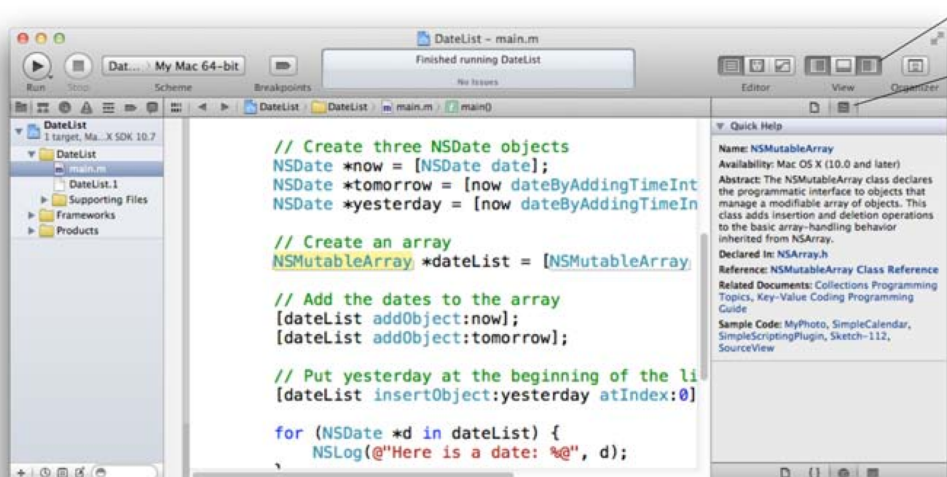 DateList – main.m
Dat... My Mac 64-bit
Finished running DateList
No Issues
Run Stop Scheme Breakpoints Editor View Organizer
DateList DateList main.m main()
DateList
1 target, Ma...X SDK 10.7
DateList
main.m
DateList.1
Supporting Files
Frameworks
Products
// Create three NSDate objects
NSDate *now = [NSDate date];
NSDate *tomorrow = [now dateByAddingTimeInt
NSDate *yesterday = [now dateByAddingTimeIn
// Create an array
NSMutableArray *dateList = [NSMutableArray
// Add the dates to the array
[dateList addObject:now];
[dateList addObject:tomorrow];
// Put yesterday at the beginning of the li
[dateList insertObject:yesterday atIndex:0]
for (NSDate *d in dateList) {
NSLog(@"Here is a date: %@", d);
Quick Help
Name: NSMutableArray
Availability: Mac OS X (10.0 and later)
Abstract: The NSMutableArray class declares
the programmatic interface to objects that
manage a modifiable array of objects. This
class adds insertion and deletion operations
to the basic array-handling behavior
inherited from NSArray.
Declared In: NSArray.h
Reference: NSMutableArray Class Reference
Related Documents: Collections Programming
Topics, Key-Value Coding Programming
Guide
Sample Code: MyPhoto, SimpleCalendar,
SimpleScriptingPlugin, Sketch-112,
SourceView